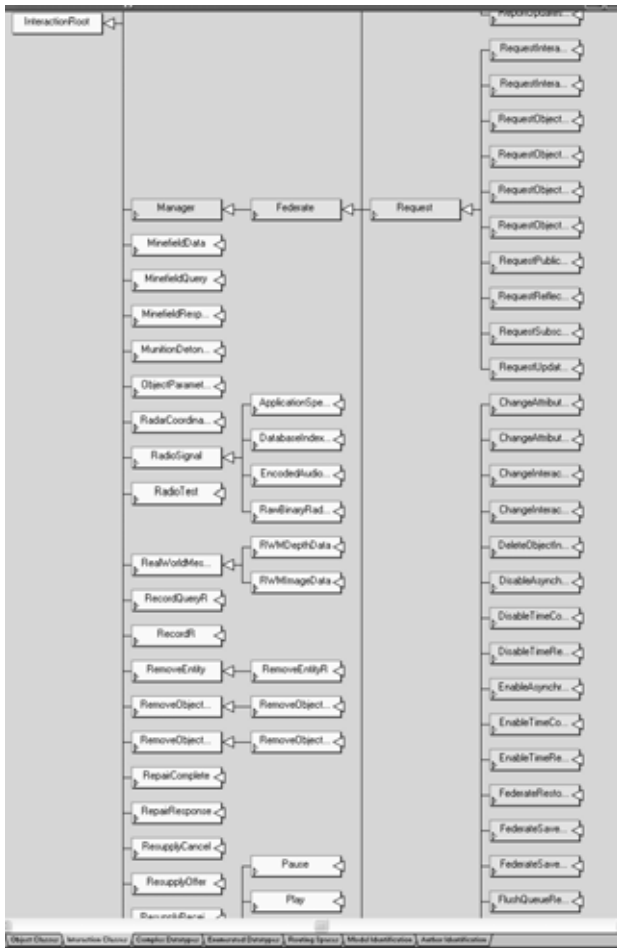 InteractionRoot
Manager
MinefieldData
MinefieldQuery
MinefieldResp...
MunitionDeton...
ObjectParamet...
RadarCoordina...
RadioSignal
RadioTest
RealWorldMes...
RecordQueryR
RecordR
RemoveEntity
RemoveObject...
RemoveObject...
RepairComplete
RepairResponse
ResupplyCancel
ResupplyOffer
Federate
ApplicationSpe...
DatabaseIndex...
EncodedAudio...
RawBinaryRad...
RWMDepthData
RWMImageData
RemoveEntityR
RemoveObject...
RemoveObject...
Pause
Play
Request
RequestIntera...
RequestIntera...
RequestObject...
RequestObject...
RequestObject...
RequestObject...
RequestPublic...
RequestReflec...
RequestSubsc...
RequestUpdat...
ChangeAttribut...
ChangeAttribut...
ChangeInterac...
ChangeInterac...
DeleteObjectIn...
DisableAsynch...
DisableTimeCo...
DisableTimeRe...
EnableAsynchr...
EnableTimeCo...
EnableTimeRe...
FederateResto...
FederateSave...
FederateSave...
FlushQueueRe...
Object Classes
Interaction Classes
Complex Datatypes
Enumerated Datatypes
Routing Spaces
Model Identification
Author Identification